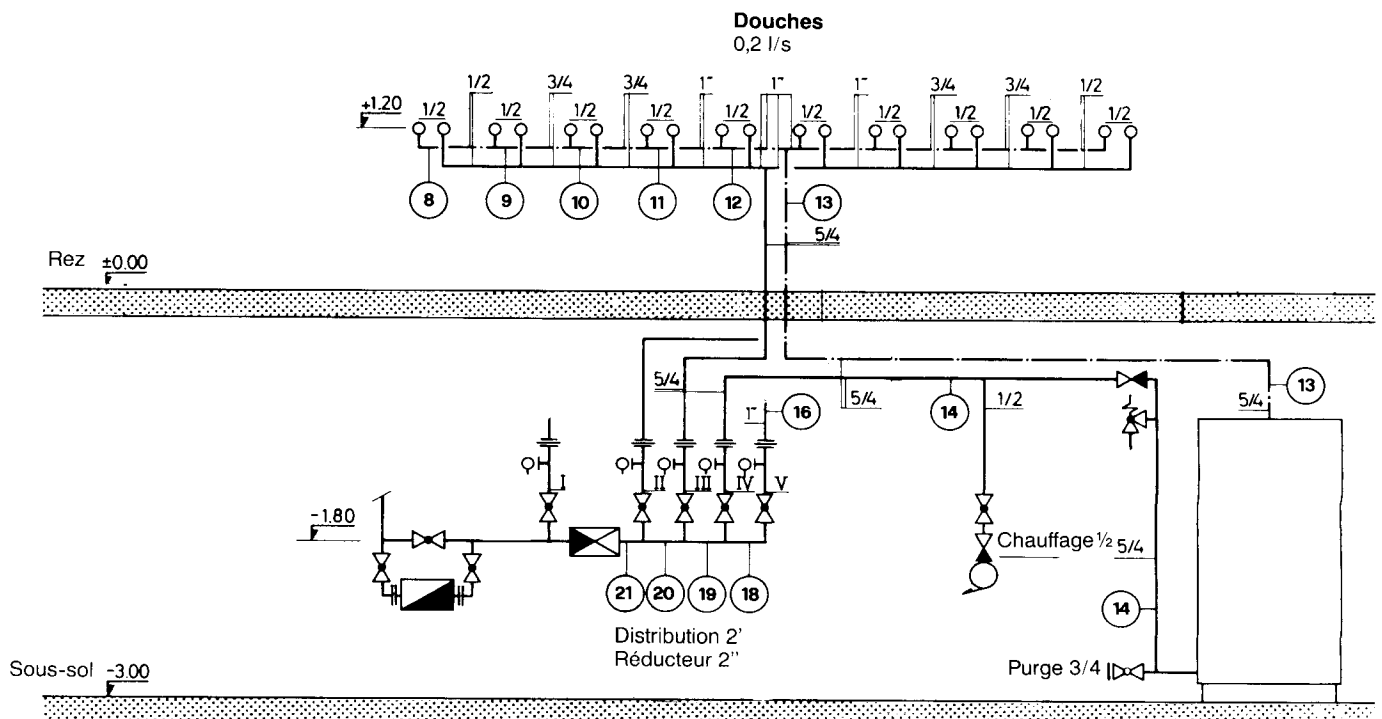 Douches
0,2 l/s
1/2 3/4 3/4 1" 1" 1" 3/4 3/4 1/2
+1.20 1/2 1/2 1/2 1/2 1/2 1/2 1/2 1/2 1/2 1/2
8 9 10 11 12 13
5/4
Rez ±0.00
5/4 1" 16 5/4 14 1/2 5/4 13
I II III IV V
-1.80
Chauffage ½ 5/4
21 20 19 18 14
Distribution 2'
Réducteur 2"
Sous-sol -3.00
Purge 3/4